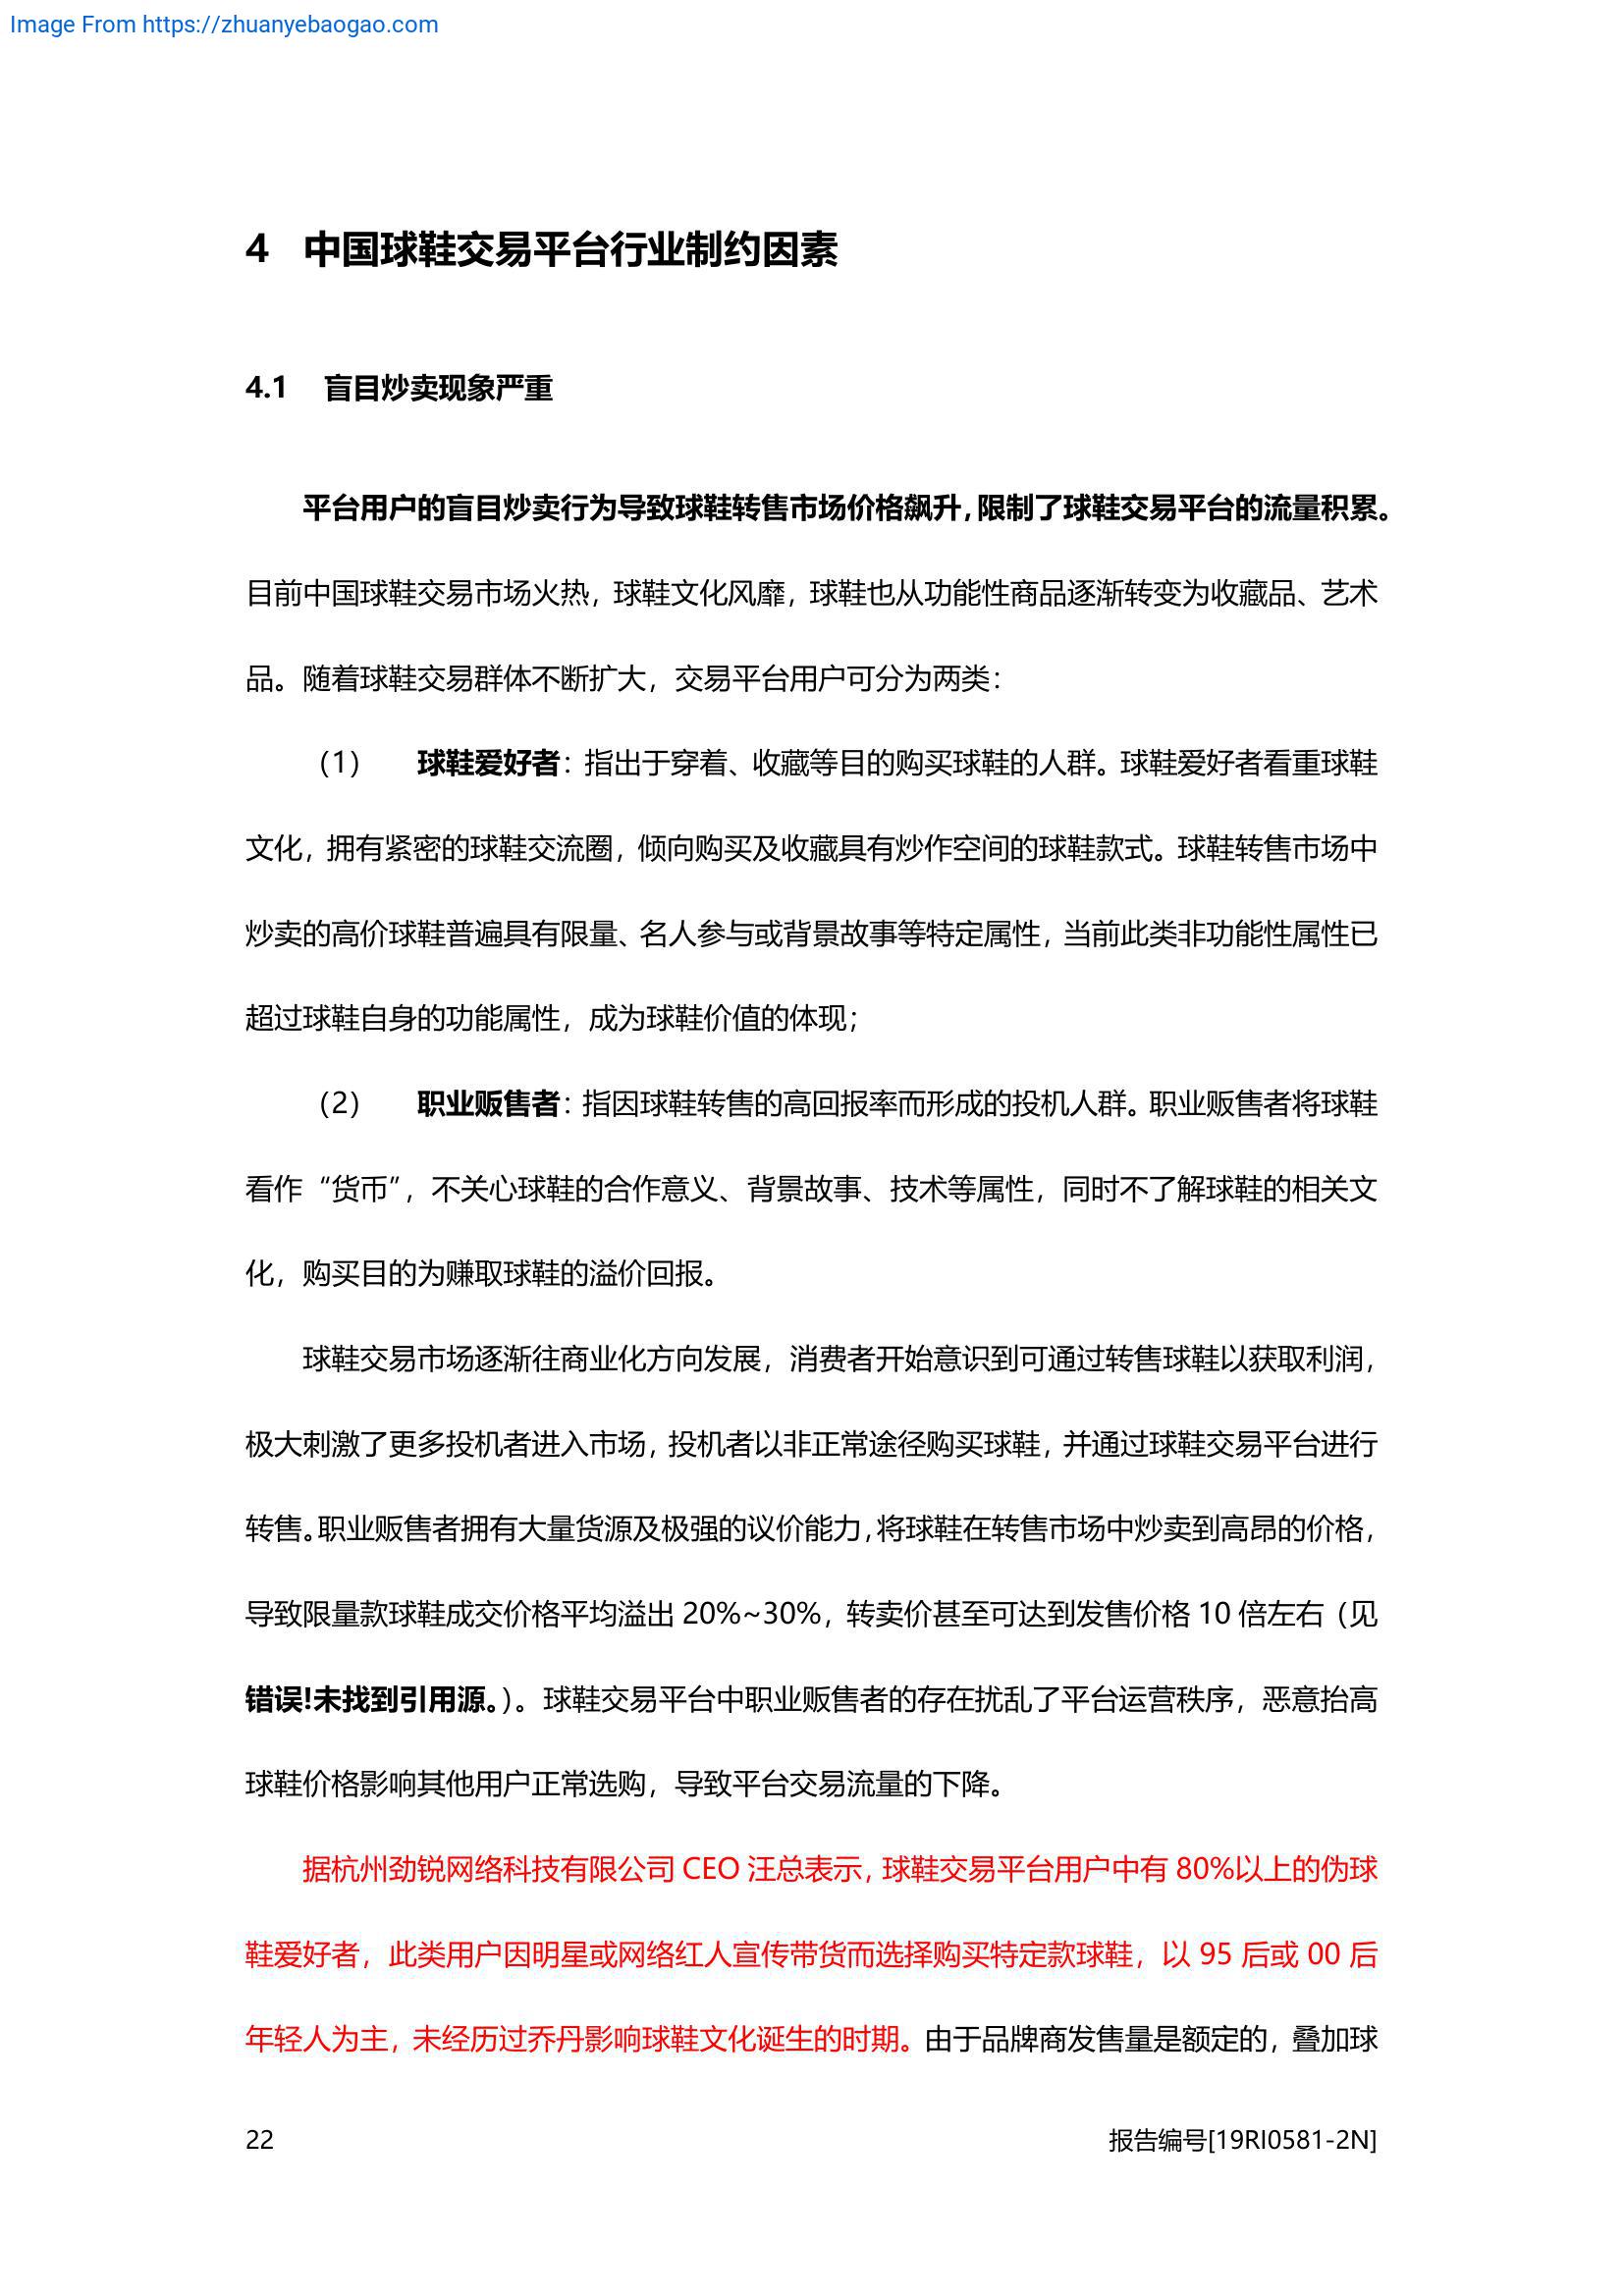 Image From https://zhuanyebaogao.com
4 中国球鞋交易平台行业制约因素
4.1 盲目炒卖现象严重
平台用户的盲目炒卖行为导致球鞋转售市场价格飙升，限制了球鞋交易平台的流量积累。
目前中国球鞋交易市场火热，球鞋文化风靡，球鞋也从功能性商品逐渐转变为收藏品、艺术
品。随着球鞋交易群体不断扩大，交易平台用户可分为两类：
（1） 球鞋爱好者：指出于穿着、收藏等目的购买球鞋的人群。球鞋爱好者看重球鞋
文化，拥有紧密的球鞋交流圈，倾向购买及收藏具有炒作空间的球鞋款式。球鞋转售市场中
炒卖的高价球鞋普遍具有限量、名人参与或背景故事等特定属性，当前此类非功能性属性已
超过球鞋自身的功能属性，成为球鞋价值的体现；
（2） 职业贩售者：指因球鞋转售的高回报率而形成的投机人群。职业贩售者将球鞋
看作“货币”，不关心球鞋的合作意义、背景故事、技术等属性，同时不了解球鞋的相关文
化，购买目的为赚取球鞋的溢价回报。
球鞋交易市场逐渐往商业化方向发展，消费者开始意识到可通过转售球鞋以获取利润，
极大刺激了更多投机者进入市场，投机者以非正常途径购买球鞋，并通过球鞋交易平台进行
转售。职业贩售者拥有大量货源及极强的议价能力，将球鞋在转售市场中炒卖到高昂的价格，
导致限量款球鞋成交价格平均溢出 20%~30%，转卖价甚至可达到发售价格 10 倍左右（见
错误!未找到引用源。）。球鞋交易平台中职业贩售者的存在扰乱了平台运营秩序，恶意抬高
球鞋价格影响其他用户正常选购，导致平台交易流量的下降。
据杭州劲锐网络科技有限公司 CEO 汪总表示，球鞋交易平台用户中有 80%以上的伪球
鞋爱好者，此类用户因明星或网络红人宣传带货而选择购买特定款球鞋，以 95 后或 00 后
年轻人为主，未经历过乔丹影响球鞋文化诞生的时期。由于品牌商发售量是额定的，叠加球
22 报告编号[19RI0581-2N]